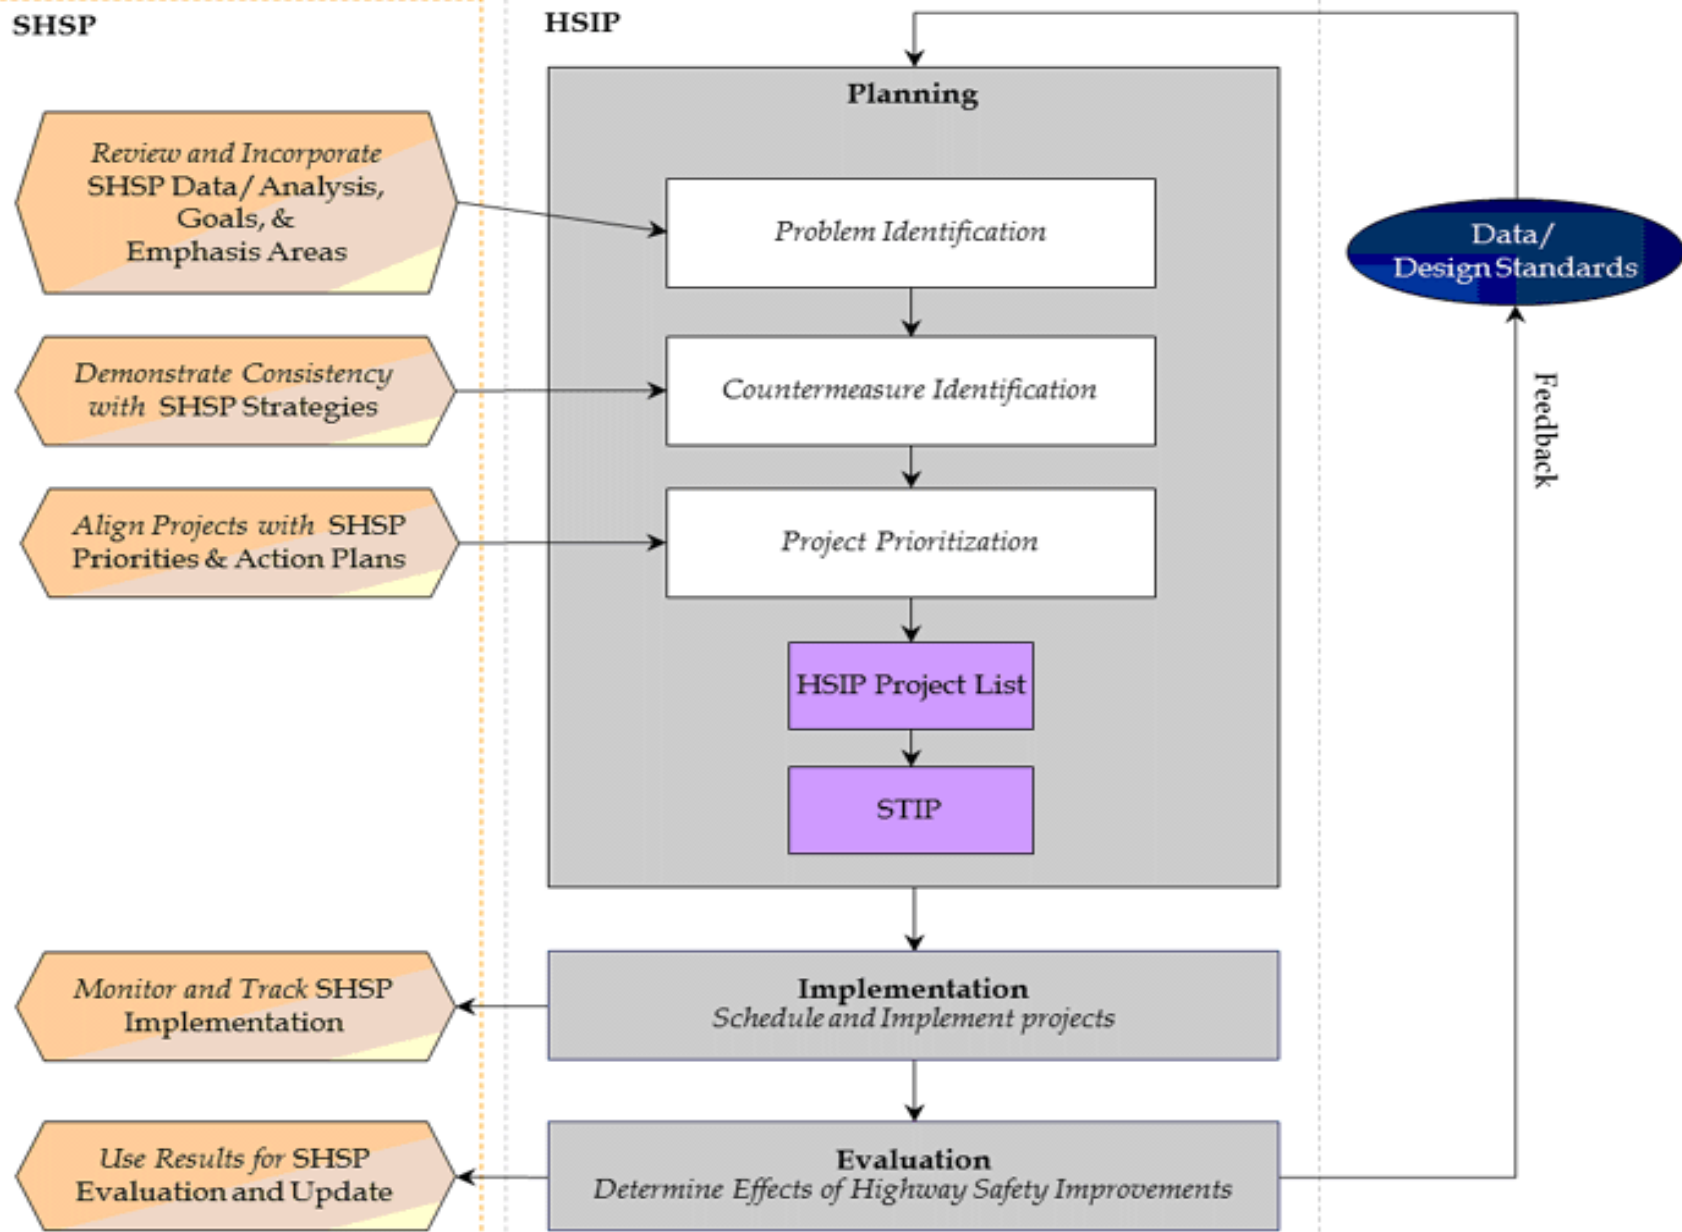 SHSP
HSIP
Planning
Review and Incorporate
SHSP Data/Analysis,
Goals, &
Emphasis Areas
Problem Identification
Data/
Design Standards
Demonstrate Consistency
with SHSP Strategies
Countermeasure Identification
Feedback
Align Projects with SHSP
Priorities & Action Plans
Project Prioritization
HSIP Project List
STIP
Monitor and Track SHSP
Implementation
Implementation
Schedule and Implement projects
Use Results for SHSP
Evaluation and Update
Evaluation
Determine Effects of Highway Safety Improvements